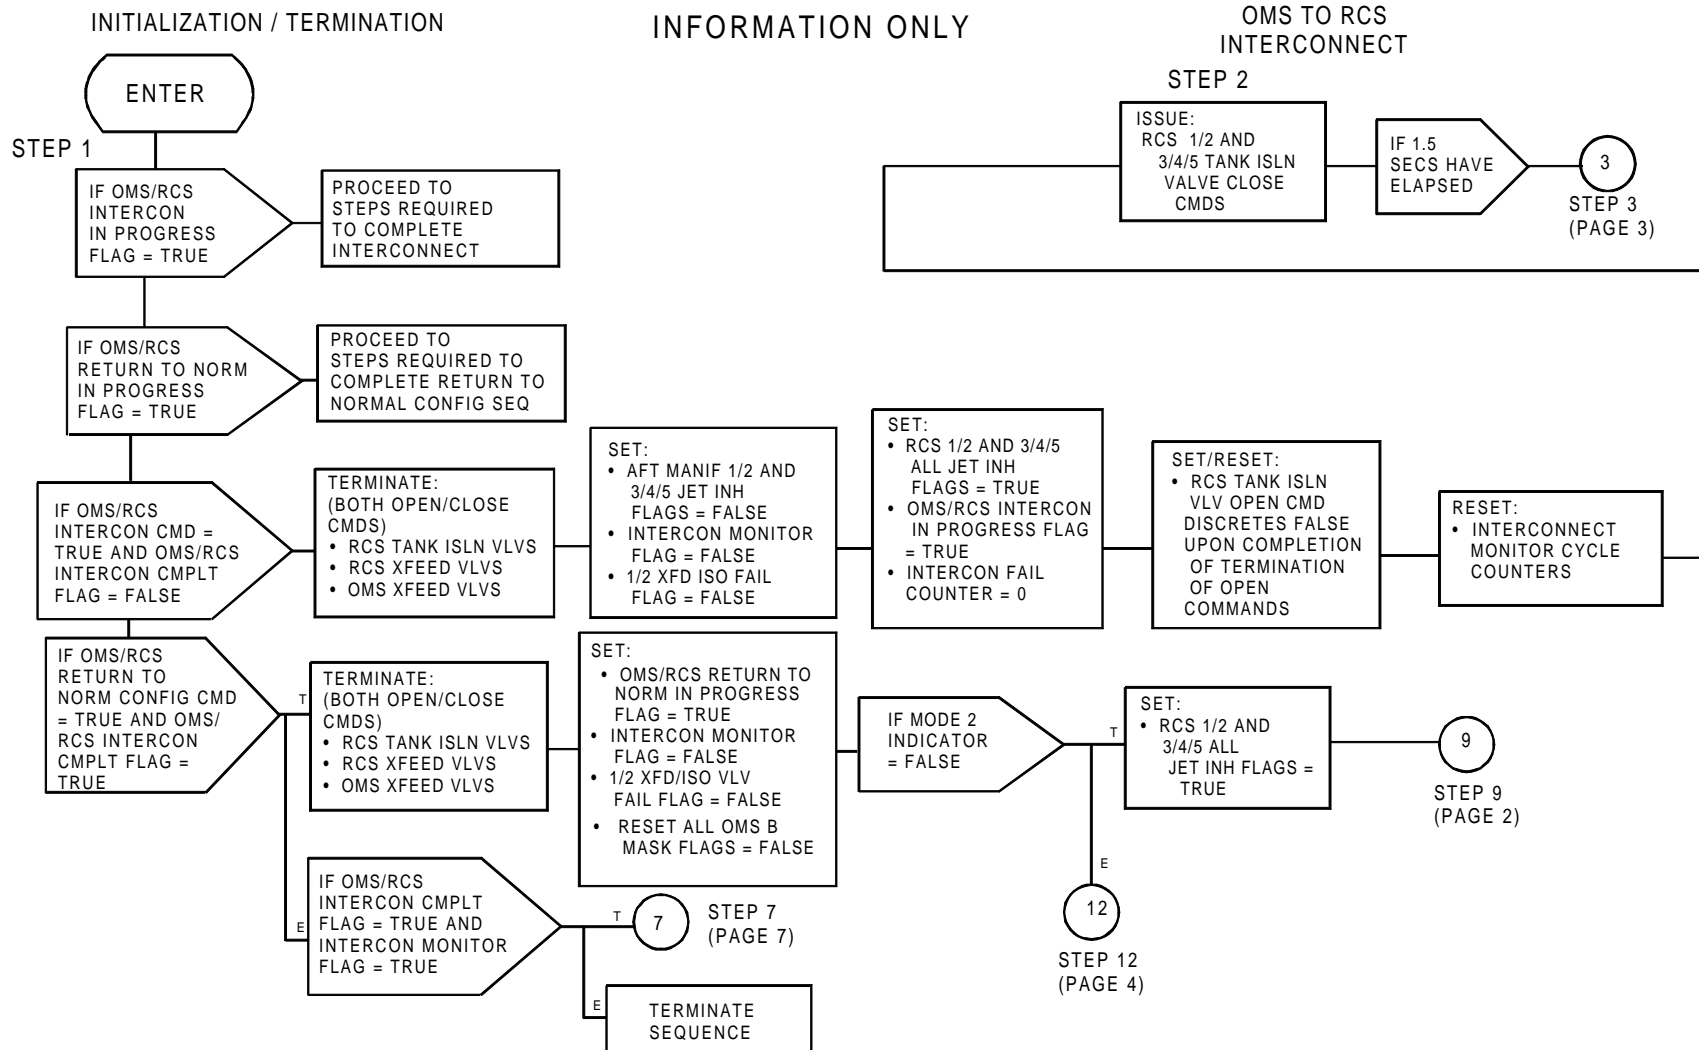 INITIALIZATION / TERMINATION
INFORMATION ONLY
OMS TO RCS
INTERCONNECT
ENTER
STEP 1
STEP 2
ISSUE:
RCS 1/2 AND
3/4/5 TANK ISLN
VALVE CLOSE
CMDS
IF 1.5
SECS HAVE
ELAPSED
3
STEP 3
(PAGE 3)
IF OMS/RCS
INTERCON
IN PROGRESS
FLAG = TRUE
PROCEED TO
STEPS REQUIRED
TO COMPLETE
INTERCONNECT
IF OMS/RCS
RETURN TO NORM
IN PROGRESS
FLAG = TRUE
PROCEED TO
STEPS REQUIRED TO
COMPLETE RETURN TO
NORMAL CONFIG SEQ
IF OMS/RCS
INTERCON CMD =
TRUE AND OMS/RCS
INTERCON CMPLT
FLAG = FALSE
TERMINATE:
(BOTH OPEN/CLOSE
CMDS)
• RCS TANK ISLN VLVS
• RCS XFEED VLVS
• OMS XFEED VLVS
SET:
• AFT MANIF 1/2 AND
3/4/5 JET INH
FLAGS = FALSE
• INTERCON MONITOR
FLAG = FALSE
• 1/2 XFD ISO FAIL
FLAG = FALSE
SET:
• RCS 1/2 AND 3/4/5
ALL JET INH
FLAGS = TRUE
• OMS/RCS INTERCON
IN PROGRESS FLAG
= TRUE
• INTERCON FAIL
COUNTER = 0
SET/RESET:
• RCS TANK ISLN
VLV OPEN CMD
DISCRETES FALSE
UPON COMPLETION
OF TERMINATION
OF OPEN
COMMANDS
RESET:
• INTERCONNECT
MONITOR CYCLE
COUNTERS
IF OMS/RCS
RETURN TO
NORM CONFIG CMD
= TRUE AND OMS/
RCS INTERCON
CMPLT FLAG =
TRUE
T
TERMINATE:
(BOTH OPEN/CLOSE
CMDS)
• RCS TANK ISLN VLVS
• RCS XFEED VLVS
• OMS XFEED VLVS
SET:
• OMS/RCS RETURN TO
NORM IN PROGRESS
FLAG = TRUE
• INTERCON MONITOR
FLAG = FALSE
• 1/2 XFD/ISO VLV
FAIL FLAG = FALSE
• RESET ALL OMS B
MASK FLAGS = FALSE
IF MODE 2
INDICATOR
= FALSE
T
SET:
• RCS 1/2 AND
3/4/5 ALL
JET INH FLAGS =
TRUE
9
STEP 9
(PAGE 2)
E
12
STEP 12
(PAGE 4)
E
IF OMS/RCS
INTERCON CMPLT
FLAG = TRUE AND
INTERCON MONITOR
FLAG = TRUE
T
7
STEP 7
(PAGE 7)
E
TERMINATE
SEQUENCE